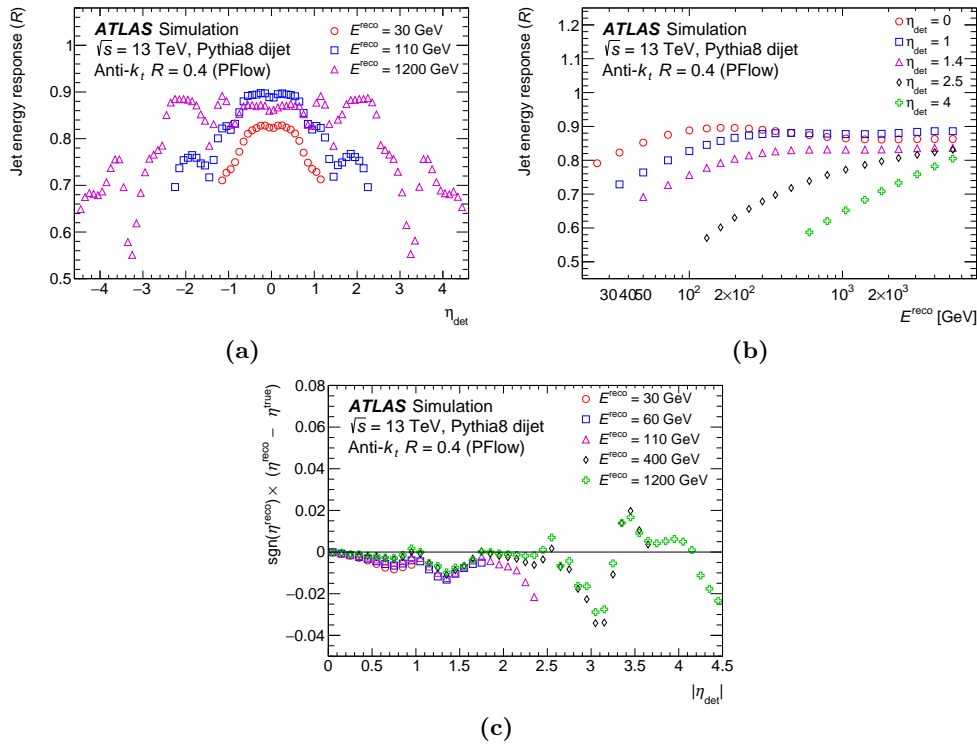 Jet energy response (R)
ATLAS Simulation
√s = 13 TeV, Pythia8 dijet
Anti-kₜ R = 0.4 (PFlow)
E^reco = 30 GeV
E^reco = 110 GeV
E^reco = 1200 GeV
1
0.9
0.8
0.7
0.6
0.5
−4 −3 −2 −1 0 1 2 3 4
η_det
(a)
Jet energy response (R)
ATLAS Simulation
√s = 13 TeV, Pythia8 dijet
Anti-kₜ R = 0.4 (PFlow)
η_det = 0
η_det = 1
η_det = 1.4
η_det = 2.5
η_det = 4
1.2
1.1
1
0.9
0.8
0.7
0.6
0.5
30 40 50 10² 2×10² 10³ 2×10³
E^reco [GeV]
(b)
sgn(η^reco) × (η^reco − η^true)
ATLAS Simulation
√s = 13 TeV, Pythia8 dijet
Anti-kₜ R = 0.4 (PFlow)
E^reco = 30 GeV
E^reco = 60 GeV
E^reco = 110 GeV
E^reco = 400 GeV
E^reco = 1200 GeV
0.08
0.06
0.04
0.02
0
−0.02
−0.04
0 0.5 1 1.5 2 2.5 3 3.5 4 4.5
|η_det|
(c)